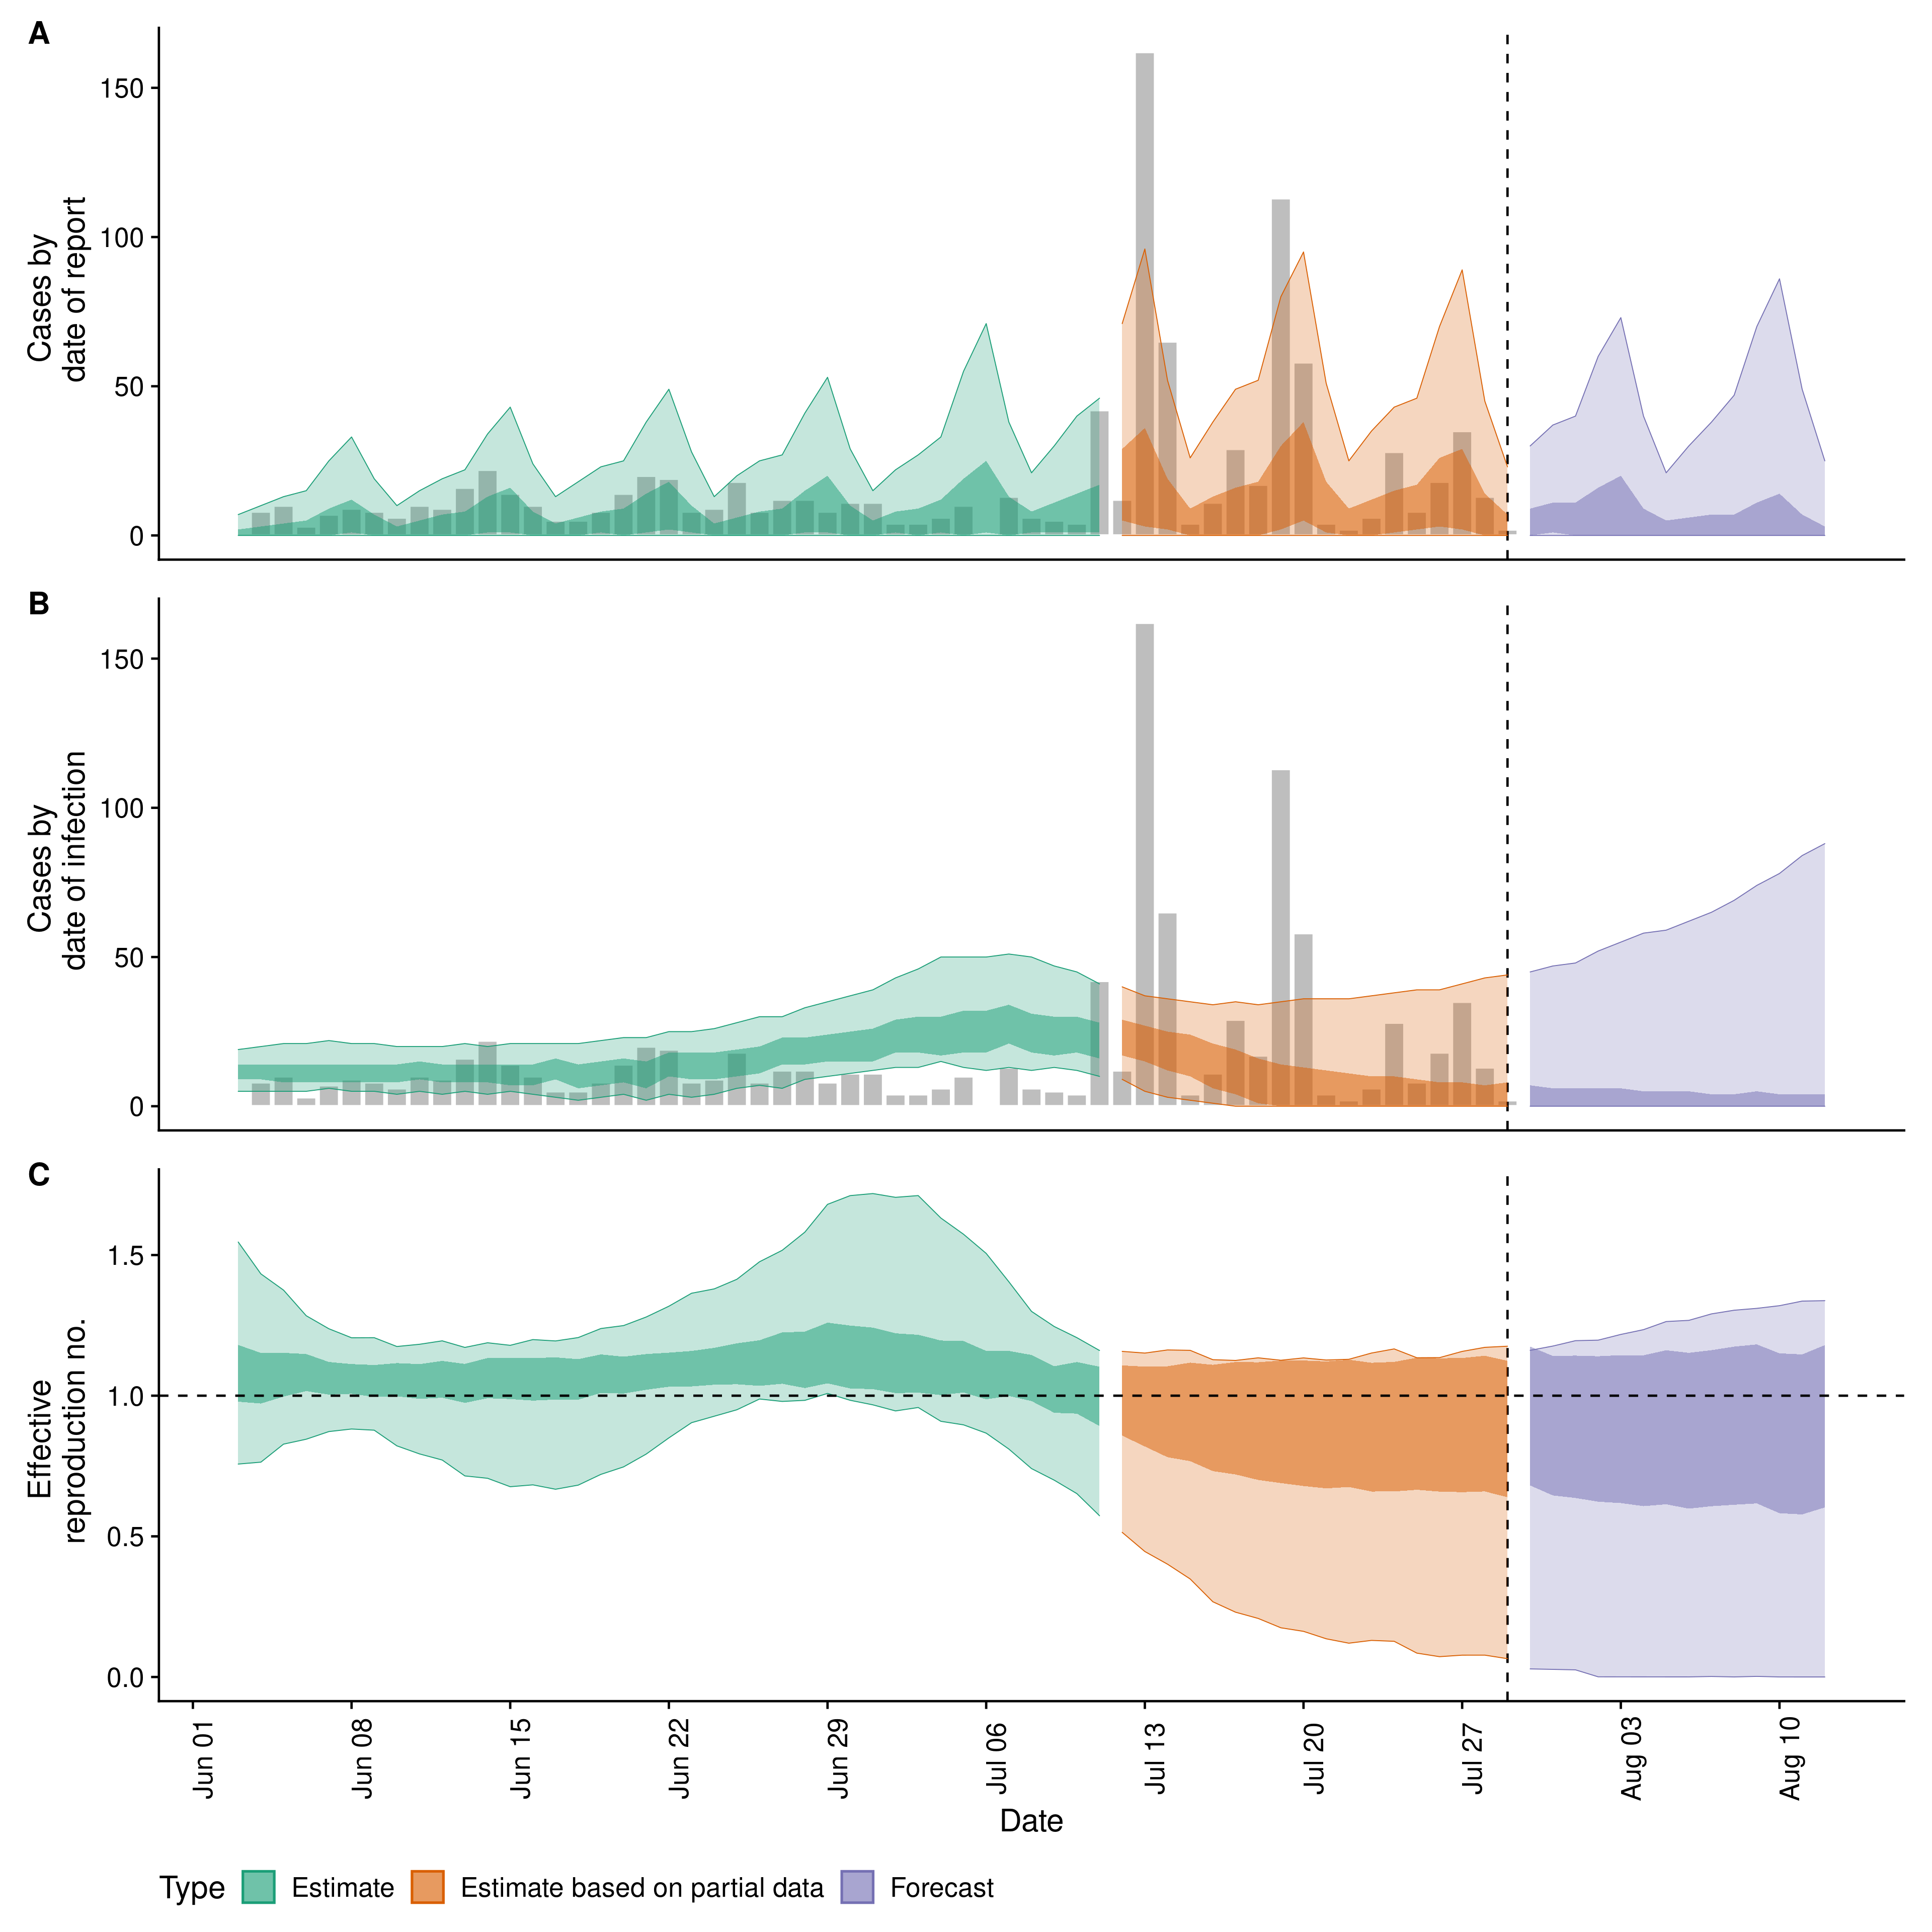 A
150
100
50
0
Cases by
date of report
B
150
100
50
0
Cases by
date of infection
C
1.5
1.0
0.5
0.0
Effective
reproduction no.
Jun 01
Jun 08
Jun 15
Jun 22
Jun 29
Jul 06
Jul 13
Jul 20
Jul 27
Aug 03
Aug 10
Date
Type Estimate Estimate based on partial data Forecast